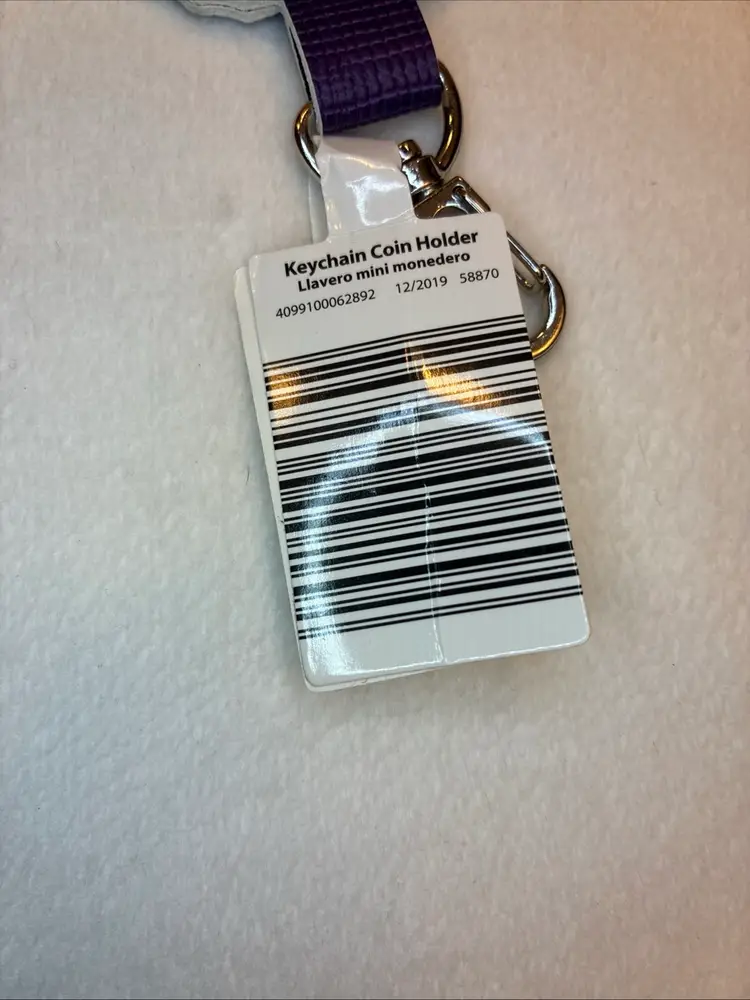 Keychain Coin Holder
Llavero mini monedero
4099100062892 12/2019 58870